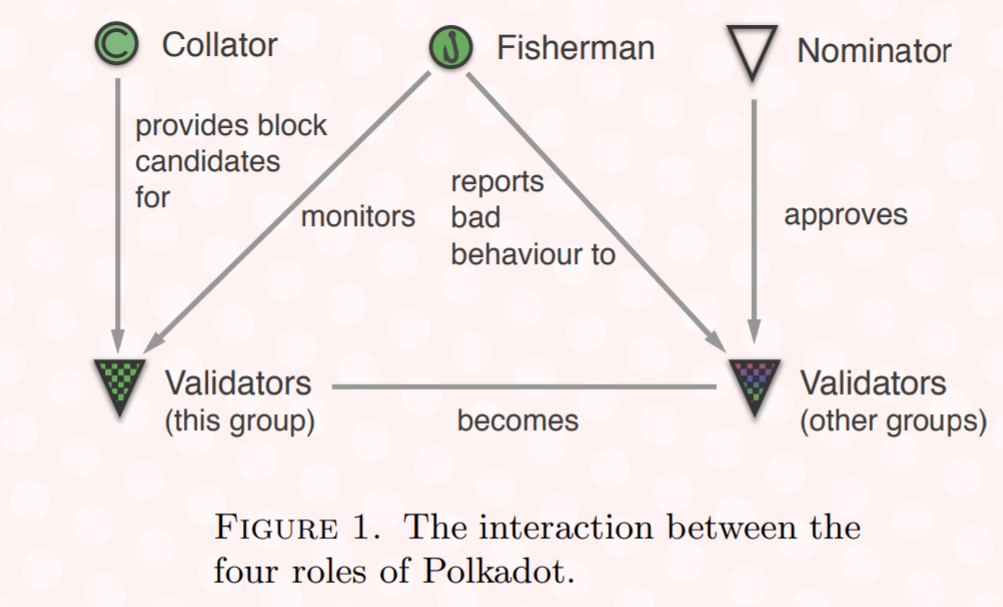 Collator
Fisherman
Nominator
provides block
candidates
for
monitors
reports
bad
behaviour to
approves
Validators
(this group)
becomes
Validators
(other groups)
FIGURE 1. The interaction between the
four roles of Polkadot.